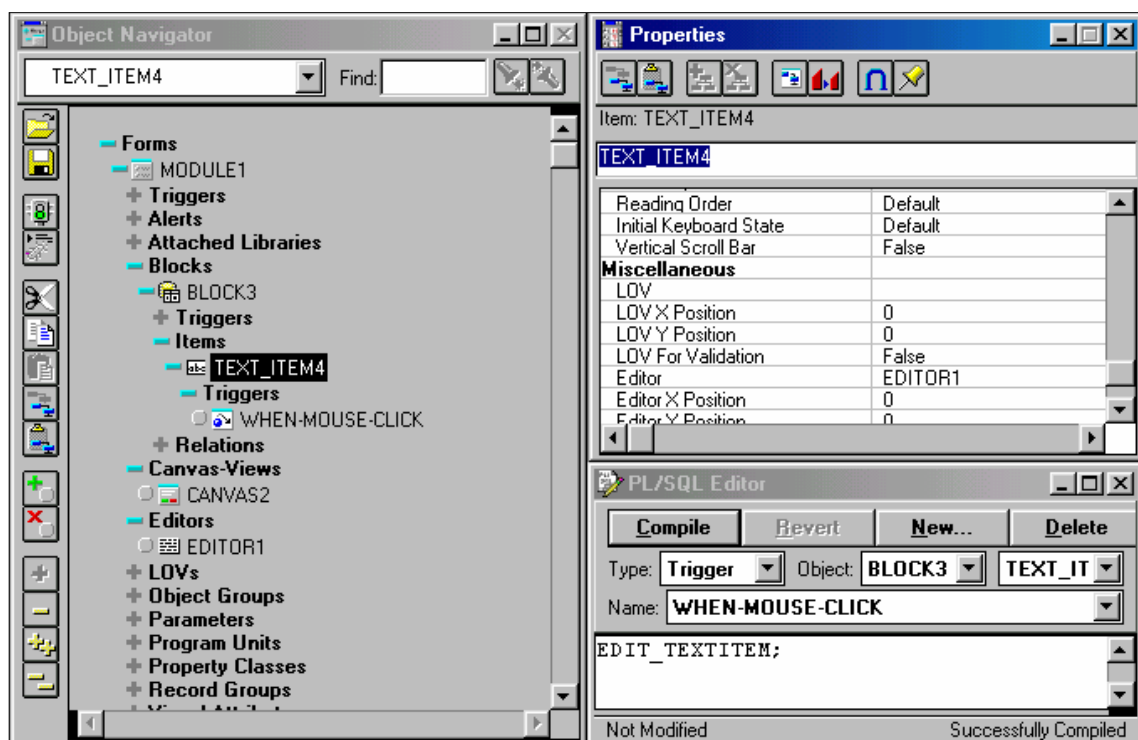 Object Navigator
TEXT_ITEM4 Find:
Forms
MODULE1
Triggers
Alerts
Attached Libraries
Blocks
BLOCK3
Triggers
Items
TEXT_ITEM4
Triggers
WHEN-MOUSE-CLICK
Relations
Canvas-Views
CANVAS2
Editors
EDITOR1
LOVs
Object Groups
Parameters
Program Units
Property Classes
Record Groups
Properties
Item: TEXT_ITEM4
TEXT_ITEM4
Reading Order Default
Initial Keyboard State Default
Vertical Scroll Bar False
Miscellaneous
LOV
LOV X Position 0
LOV Y Position 0
LOV For Validation False
Editor EDITOR1
Editor X Position 0
Editor Y Position 0
PL/SQL Editor
Compile Revert New... Delete
Type: Trigger Object: BLOCK3 TEXT_IT
Name: WHEN-MOUSE-CLICK
EDIT_TEXTITEM;
Not Modified Successfully Compiled